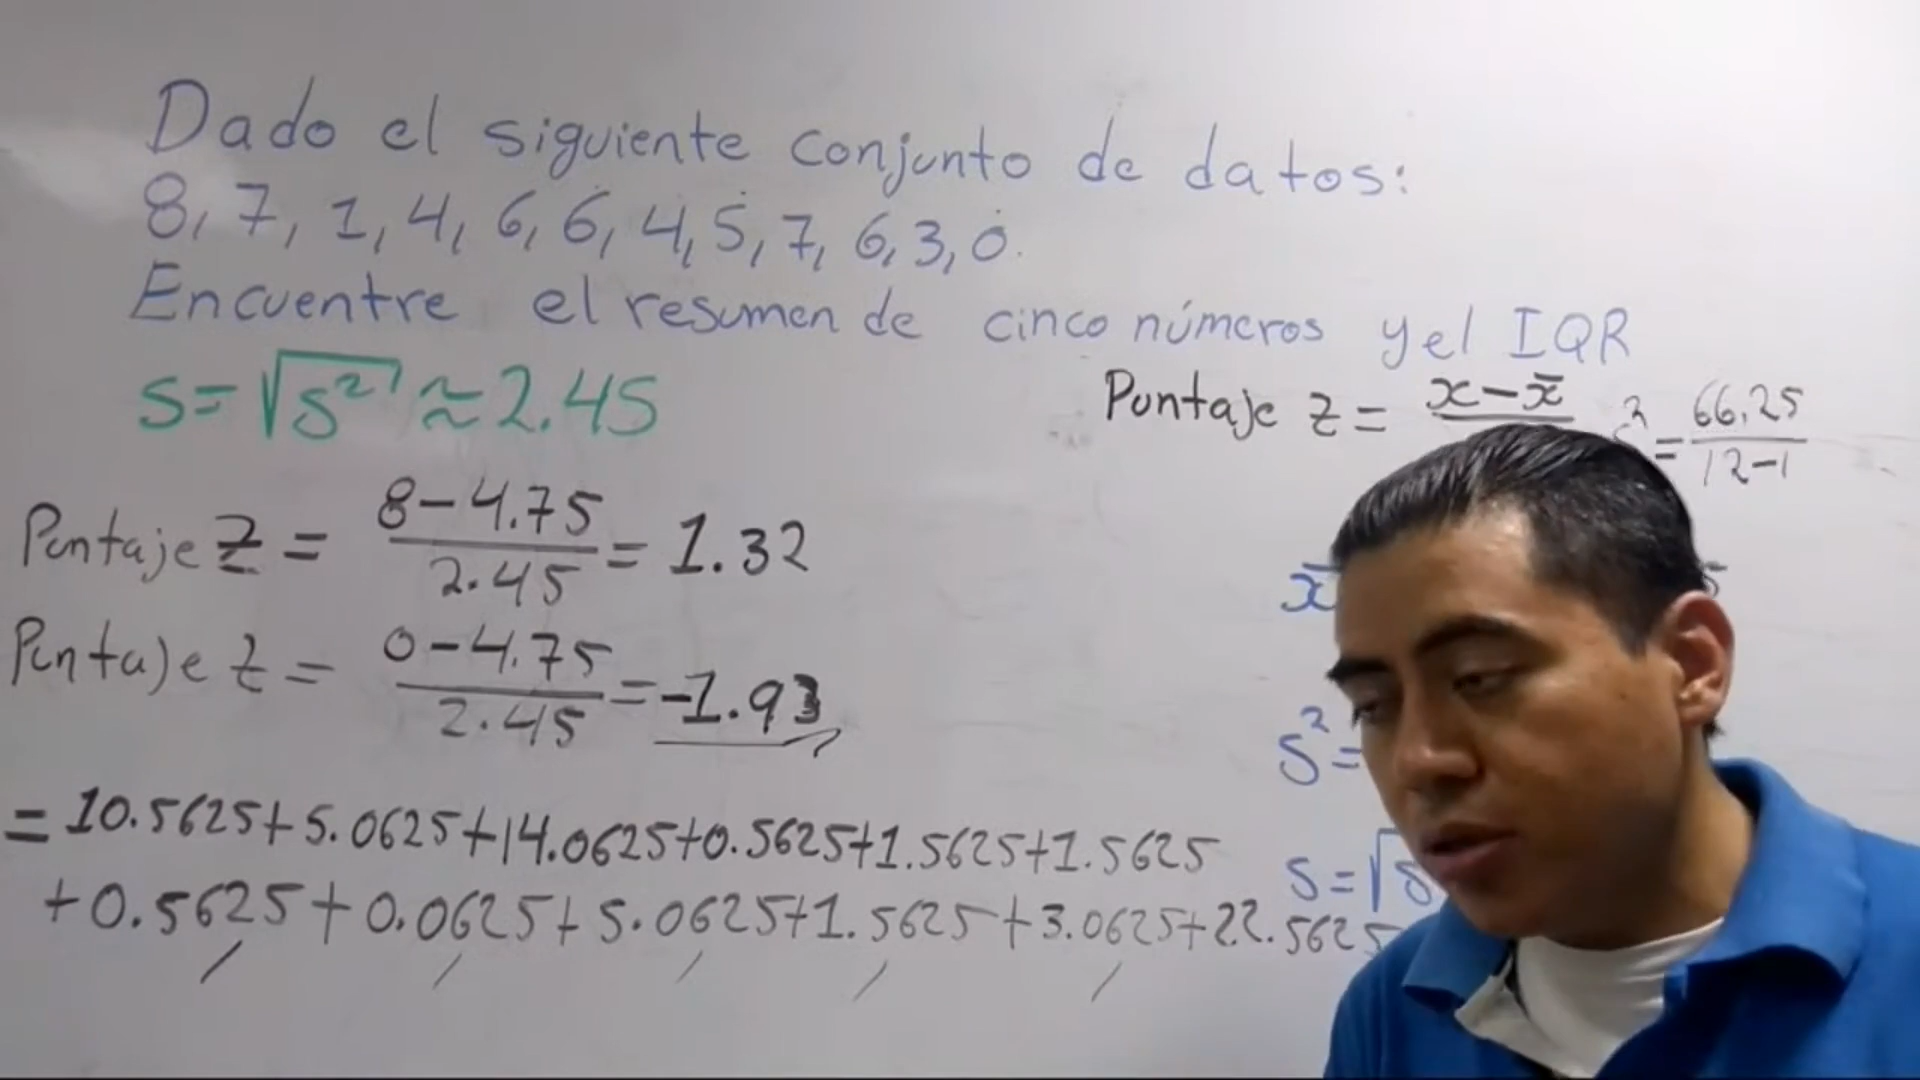 Dado el siguiente conjunto de datos:
8, 7, 1, 4, 6, 6, 4, 5, 7, 6, 3, 0.
Encuentre el resumen de cinco números y el IQR
s=√s² ≈2.45
Puntaje z = x-x̄
² = 66.25 / 12-1
Puntaje Z = 8-4.75 / 2.45 = 1.32
Puntaje z = 0-4.75 / 2.45 = -1.93
x̄
5
s²=
s=√s
= 10.5625+5.0625+14.0625+0.5625+1.5625+1.5625
+0.5625+0.0625+5.0625+1.5625+3.0625+22.5625